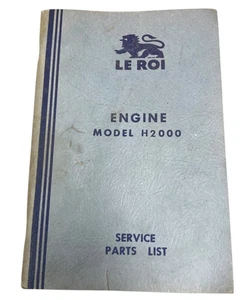 LE ROI
ENGINE
MODEL H2000
SERVICE
PARTS LIST